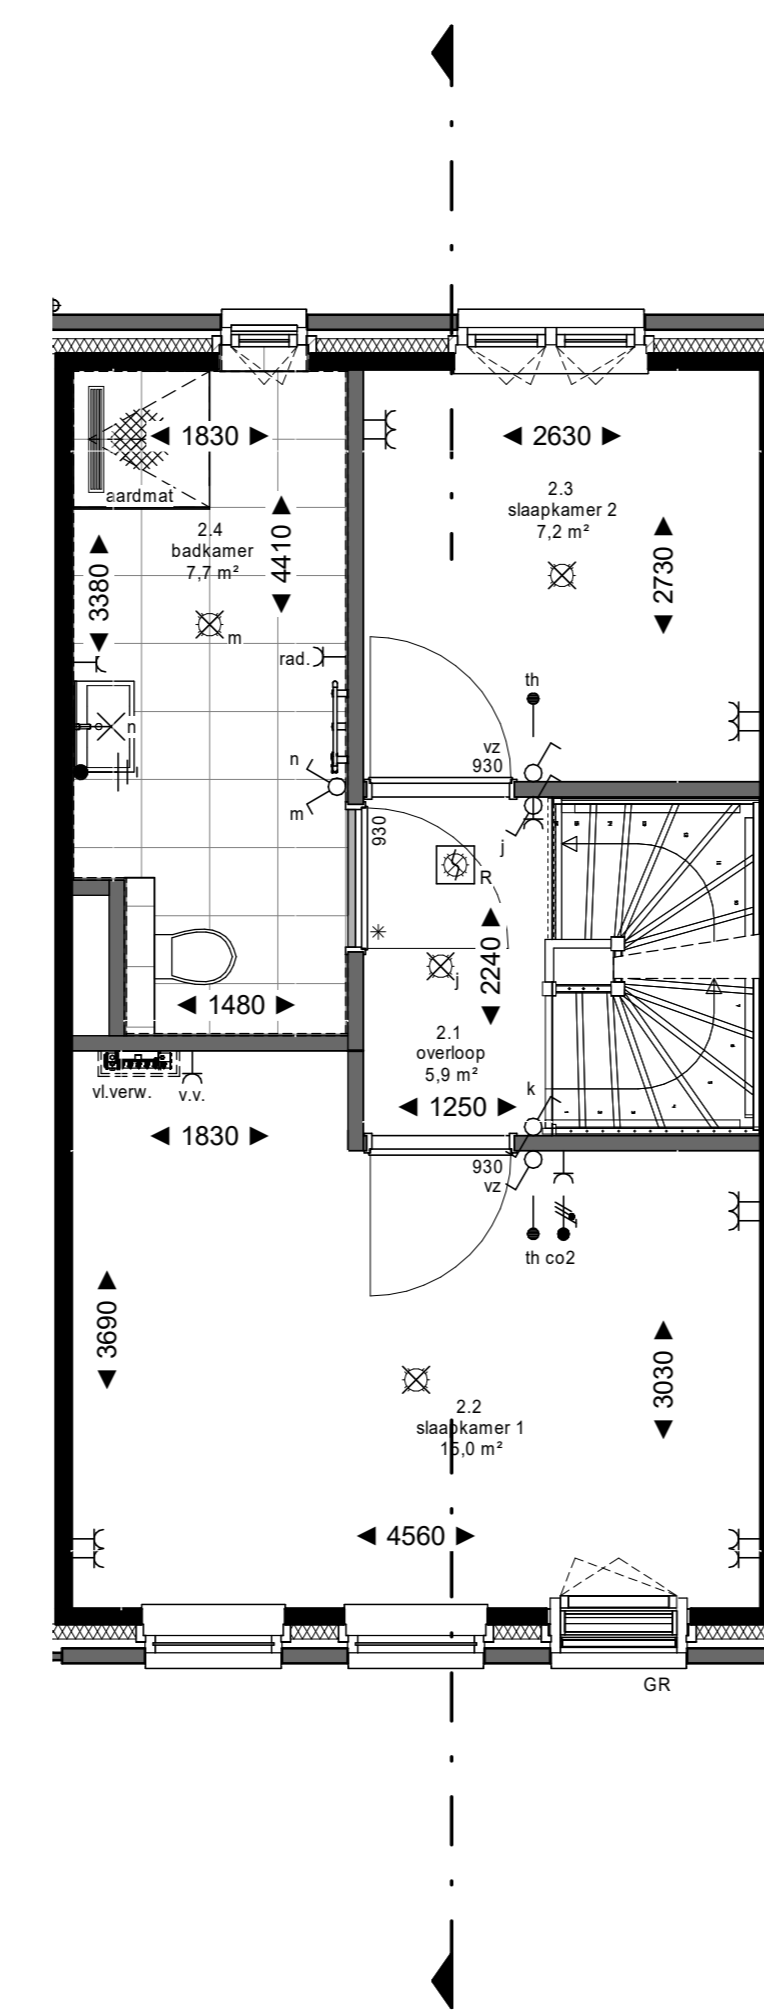 1830
aardmat
2.4
badkamer
7,7 m²
3380
4410
m
rad.
n
n
m
2630
2.3
slaapkamer 2
7,2 m²
2730
th
vz
930
930
j
R
*
j
2240
1480
2.1
overloop
5,9 m²
1250
k
vl.verw.
v.v.
1830
930
vz
th co2
3690
3030
2.2
slaapkamer 1
15,0 m²
4560
GR